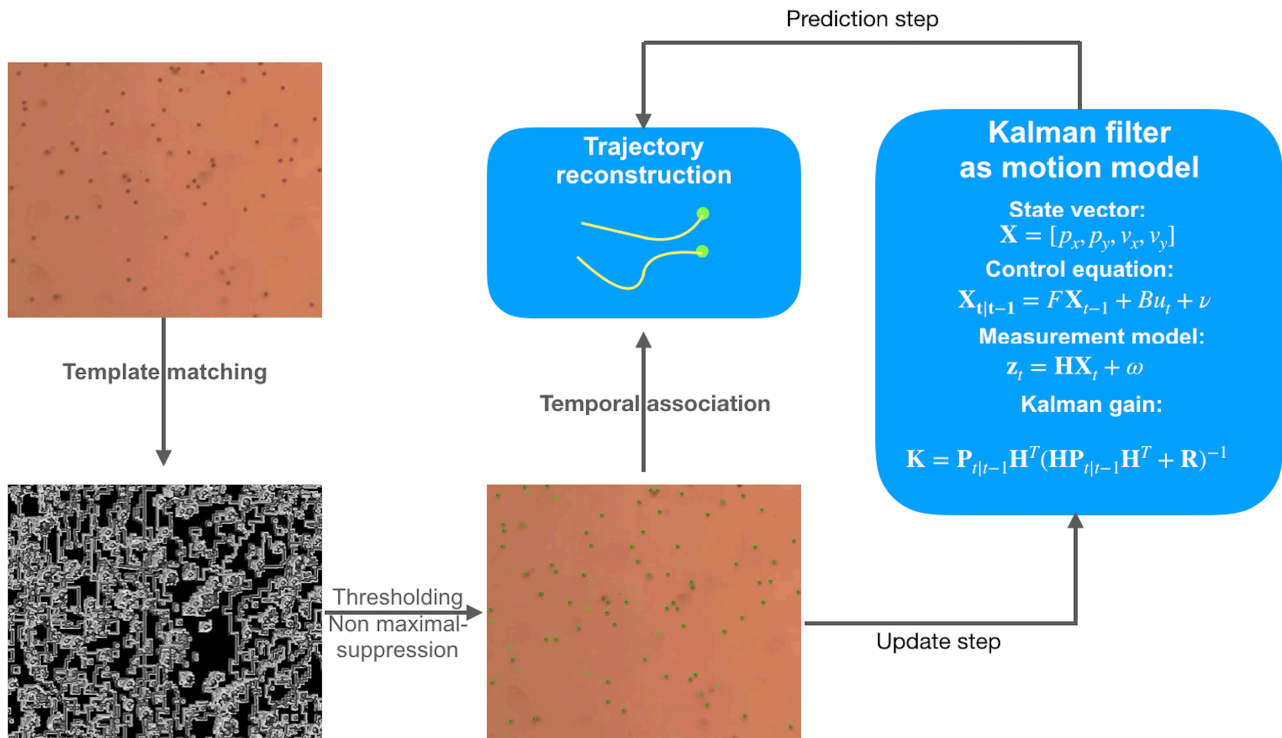 Prediction step
Trajectory
reconstruction
Kalman filter
as motion model
State vector:
X = [pₓ, p_y, vₓ, v_y]
Control equation:
X_{t|t−1} = FX_{t−1} + Bu_t + ν
Measurement model:
z_t = HX_t + ω
Kalman gain:
K = P_{t|t−1}H^T(HP_{t|t−1}H^T + R)^{−1}
Template matching
Temporal association
Thresholding
Non maximal-
suppression
Update step